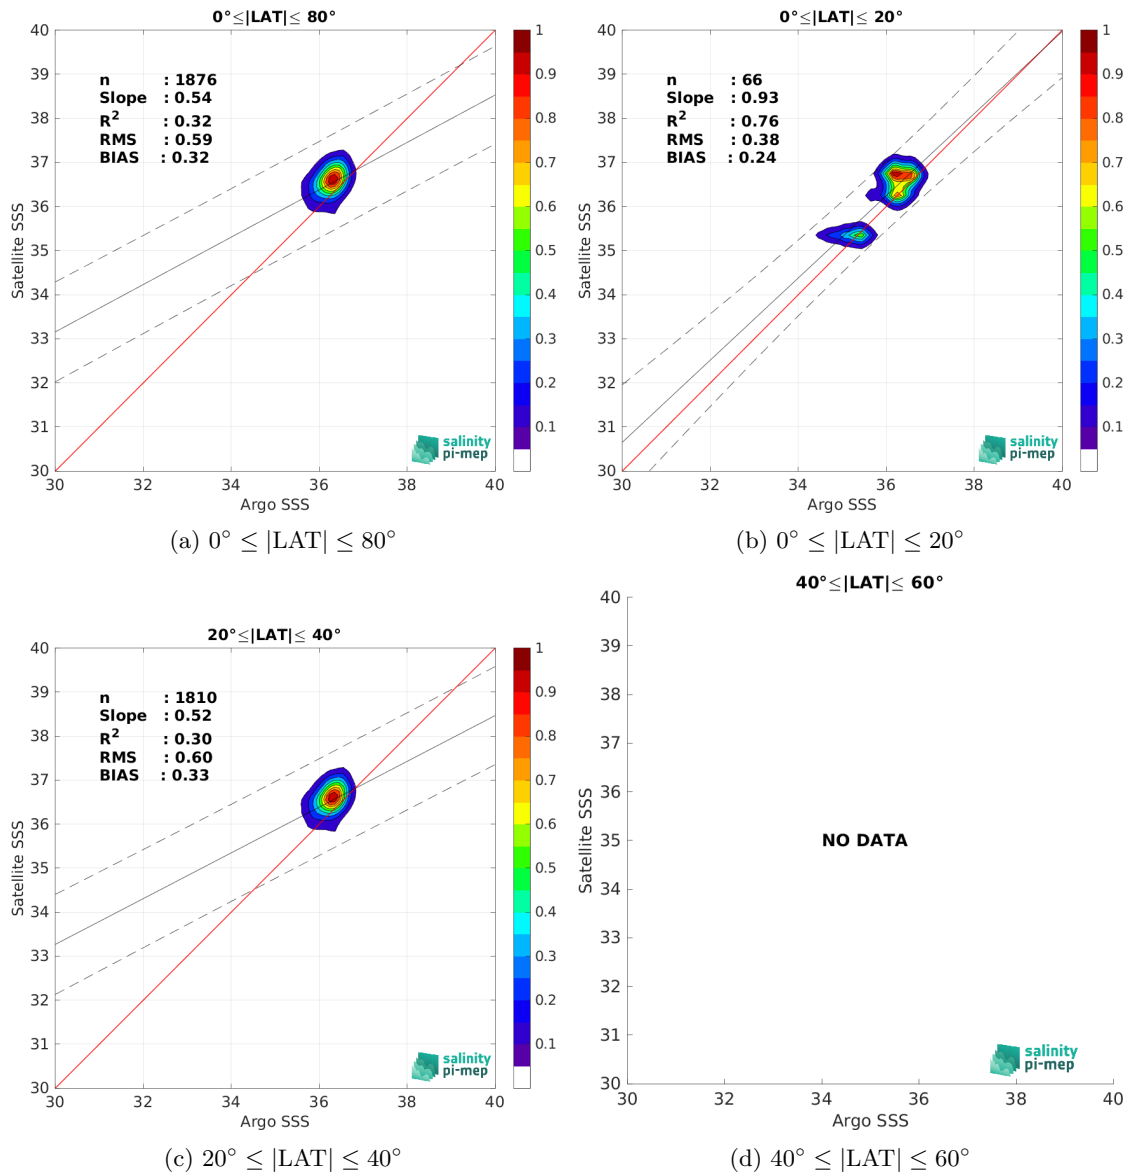 0°≤|LAT|≤ 80°
40
39
38
37
36
35
34
33
32
31
30
Satellite SSS
n : 1876
Slope : 0.54
R² : 0.32
RMS : 0.59
BIAS : 0.32
salinity
pi-mep
30 32 34 36 38 40
Argo SSS
1
0.9
0.8
0.7
0.6
0.5
0.4
0.3
0.2
0.1
(a) 0° ≤ |LAT| ≤ 80°
0°≤|LAT|≤ 20°
40
39
38
37
36
35
34
33
32
31
30
Satellite SSS
n : 66
Slope : 0.93
R² : 0.76
RMS : 0.38
BIAS : 0.24
salinity
pi-mep
30 32 34 36 38 40
Argo SSS
1
0.9
0.8
0.7
0.6
0.5
0.4
0.3
0.2
0.1
(b) 0° ≤ |LAT| ≤ 20°
20°≤|LAT|≤ 40°
40
39
38
37
36
35
34
33
32
31
30
Satellite SSS
n : 1810
Slope : 0.52
R² : 0.30
RMS : 0.60
BIAS : 0.33
salinity
pi-mep
30 32 34 36 38 40
Argo SSS
1
0.9
0.8
0.7
0.6
0.5
0.4
0.3
0.2
0.1
(c) 20° ≤ |LAT| ≤ 40°
40°≤|LAT|≤ 60°
40
39
38
37
36
35
34
33
32
31
30
Satellite SSS
NO DATA
salinity
pi-mep
30 32 34 36 38 40
Argo SSS
(d) 40° ≤ |LAT| ≤ 60°